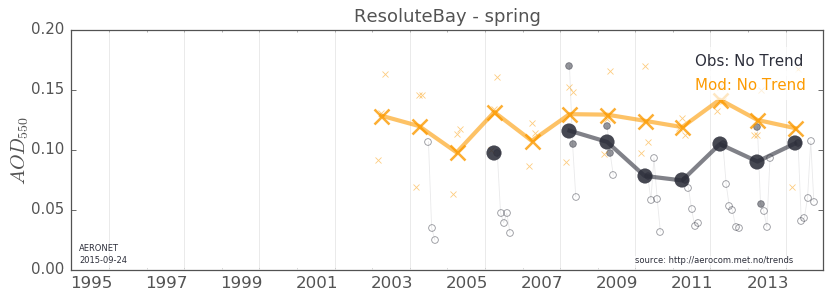 ResoluteBay - spring
0.20
0.15
0.10
0.05
0.00
AOD550
Obs: No Trend
Mod: No Trend
AERONET
2015-09-24
source: http://aerocom.met.no/trends
1995 1997 1999 2001 2003 2005 2007 2009 2011 2013